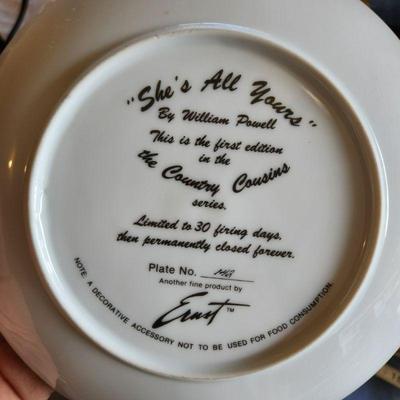 "She's All Yours"
By William Powell
This is the first edition
in the
the Country Cousins
series.
Limited to 30 firing days,
then permanently closed forever.
Plate No.
Another fine product by
Ernst™
NOTE: A DECORATIVE ACCESSORY NOT TO BE USED FOR FOOD CONSUMPTION.